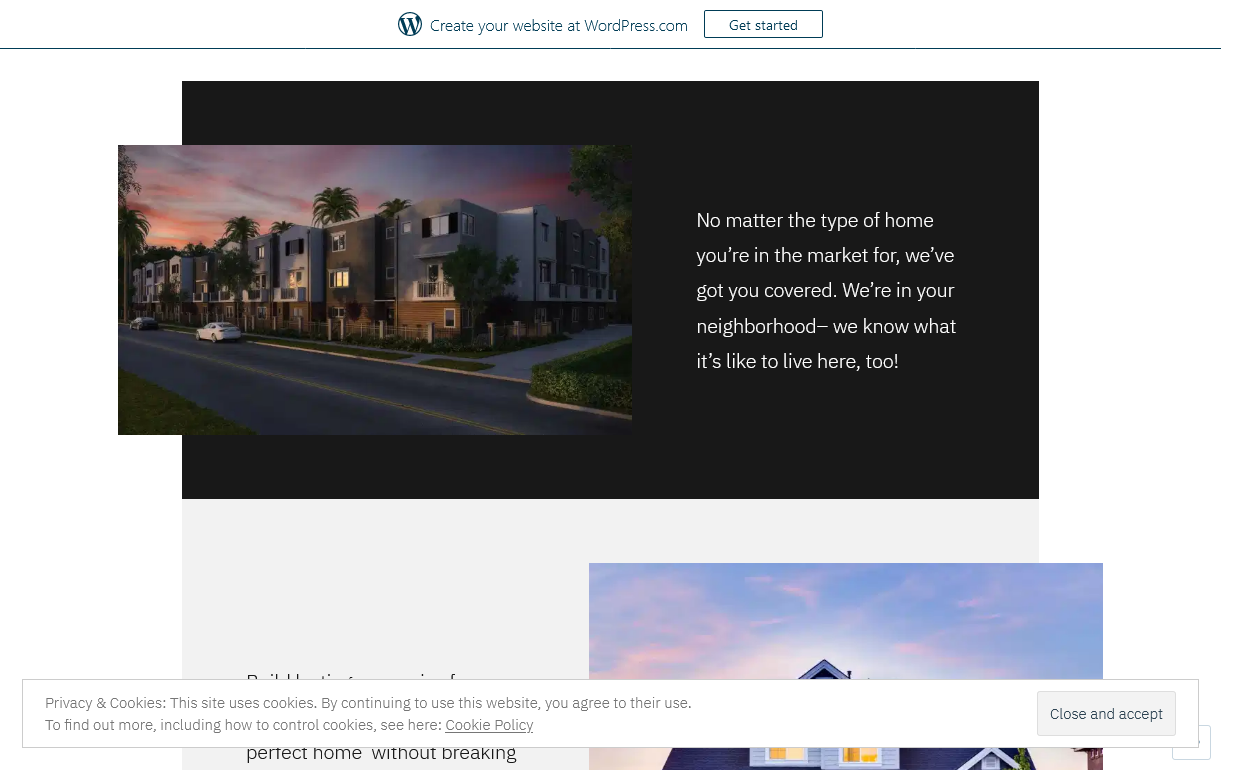 Create your website at WordPress.com
Get started
No matter the type of home
you’re in the market for, we’ve
got you covered. We’re in your
neighborhood– we know what
it’s like to live here, too!
Privacy & Cookies: This site uses cookies. By continuing to use this website, you agree to their use.
To find out more, including how to control cookies, see here: Cookie Policy
Close and accept
perfect home without breaking